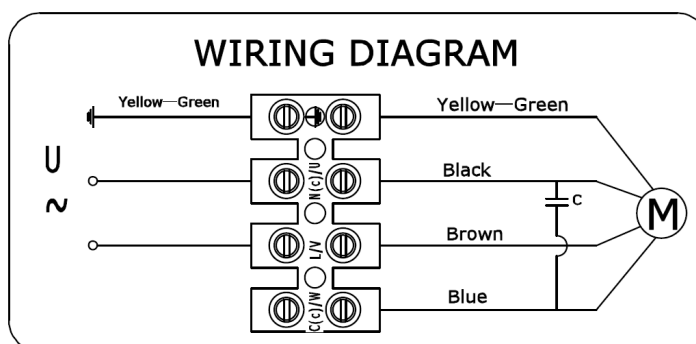 WIRING DIAGRAM
Yellow—Green
Yellow—Green
U
~
N(c)/U
Black
C
M
L/V
Brown
C(c)/W
Blue